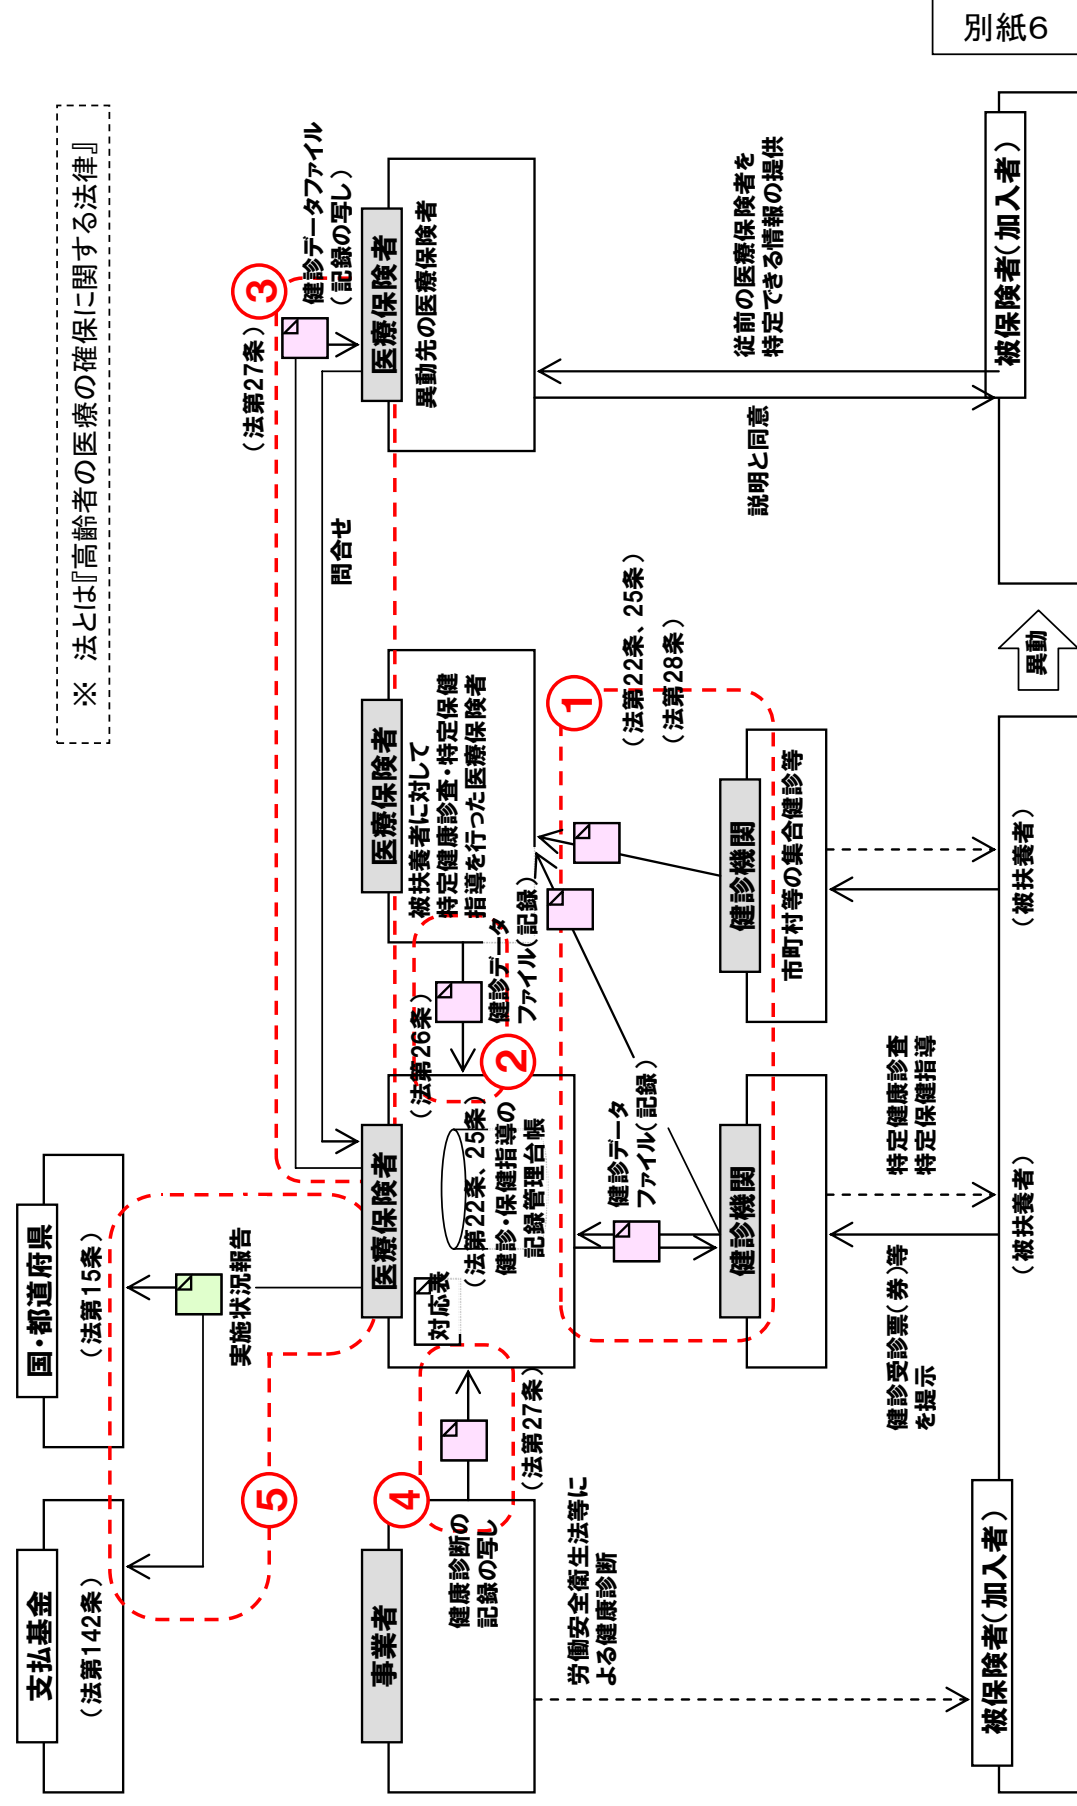 別紙6
※ 法とは『高齢者の医療の確保に関する法律』
支払基金
(法第142条)
国・都道府県
(法第15条)
実施状況報告
⑤
③
(法第27条)
健診データファイル
(記録の写し)
問合せ
事業者
健康診断の
記録の写し
④
(法第27条)
医療保険者
対応表
(法第22条、25条)
健診・保健指導の
記録管理台帳
(法第26条)
②
健診データ
ファイル(記録)
医療保険者
被扶養者に対して
特定健康診査・特定保健
指導を行った医療保険者
医療保険者
異動先の医療保険者
労働安全衛生法等に
よる健康診断
健診データ
ファイル(記録)
①
(法第22条、25条)
(法第28条)
健診機関
健診機関
市町村等の集合健診等
説明と同意
従前の医療保険者を
特定できる情報の提供
健診受診票(券)等
を提示
特定健康診査
特定保健指導
被保険者(加入者)
(被扶養者)
(被扶養者)
異動
被保険者(加入者)